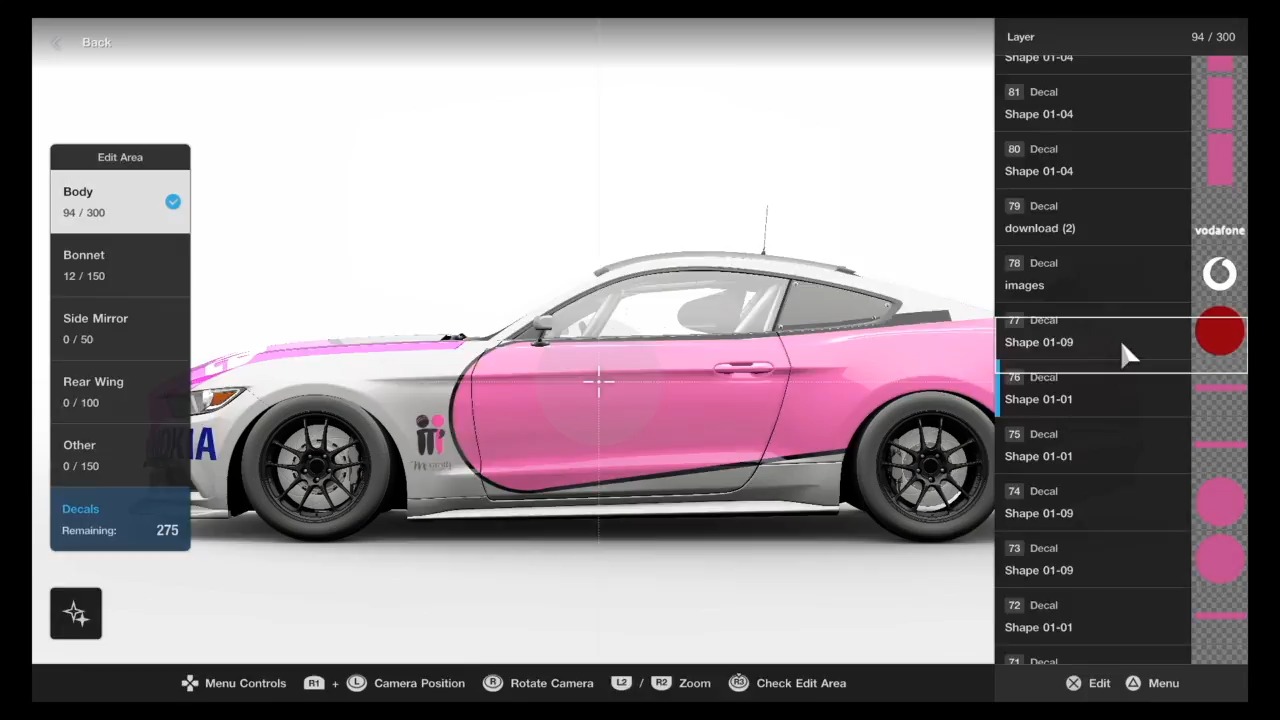 Back
Edit Area
Body
94 / 300
Bonnet
12 / 150
Side Mirror
0 / 50
Rear Wing
0 / 100
Other
0 / 150
Decals
Remaining: 275
Layer 94 / 300
Shape 01-04
81 Decal
Shape 01-04
80 Decal
Shape 01-04
79 Decal
download (2)
vodafone
78 Decal
images
77 Decal
Shape 01-09
76 Decal
Shape 01-01
75 Decal
Shape 01-01
74 Decal
Shape 01-09
73 Decal
Shape 01-09
72 Decal
Shape 01-01
71 Decal
Menu Controls R1 + L Camera Position R Rotate Camera L2 / R2 Zoom R3 Check Edit Area
Edit Menu